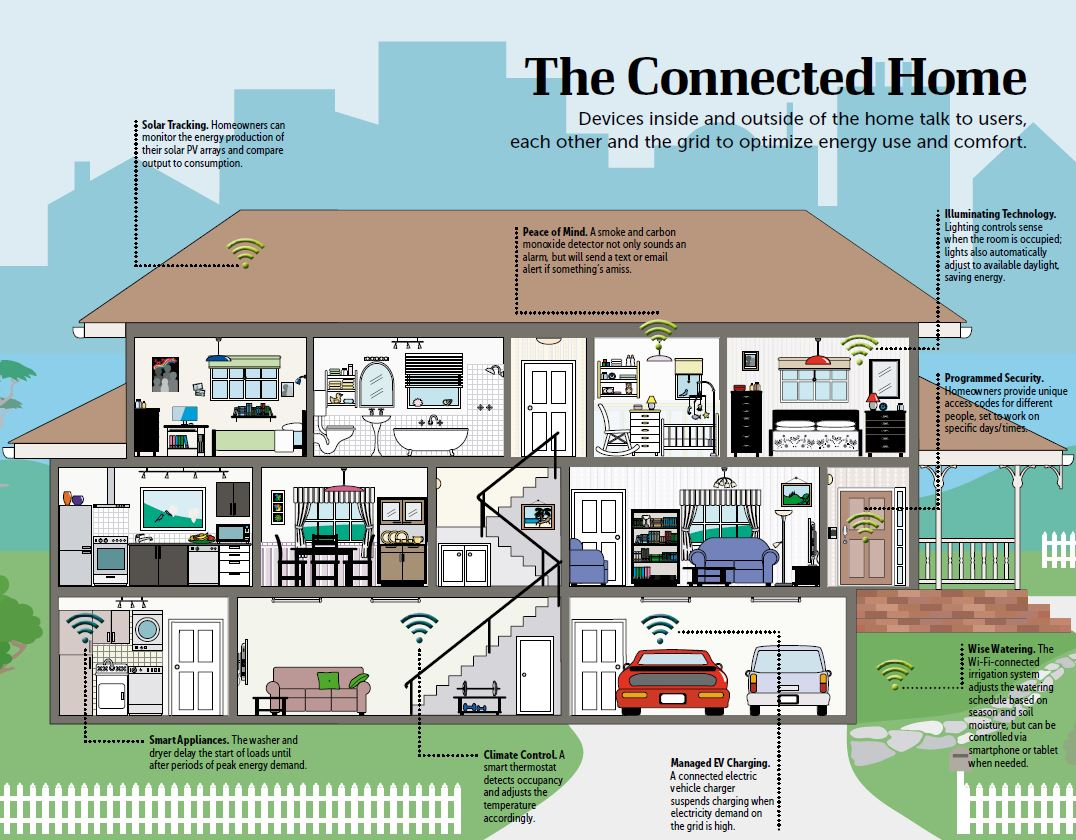 The Connected Home
Devices inside and outside of the home talk to users,
each other and the grid to optimize energy use and comfort.
Solar Tracking. Homeowners can
monitor the energy production of
their solar PV arrays and compare
output to consumption.
Peace of Mind. A smoke and carbon
monoxide detector not only sounds an
alarm, but will send a text or email
alert if something's amiss.
Illuminating Technology.
Lighting controls sense
when the room is occupied;
lights also automatically
adjust to available daylight,
saving energy.
Programmed Security.
Homeowners provide unique
access codes for different
people, set to work on
specific days/times.
Wise Watering. The
Wi-Fi-connected
irrigation system
adjusts the watering
schedule based on
season and soil
moisture, but can be
controlled via
smartphone or tablet
when needed.
Smart Appliances. The washer and
dryer delay the start of loads until
after periods of peak energy demand.
Climate Control. A
smart thermostat
detects occupancy
and adjusts the
temperature
accordingly.
Managed EV Charging.
A connected electric
vehicle charger
suspends charging when
electricity demand on
the grid is high.